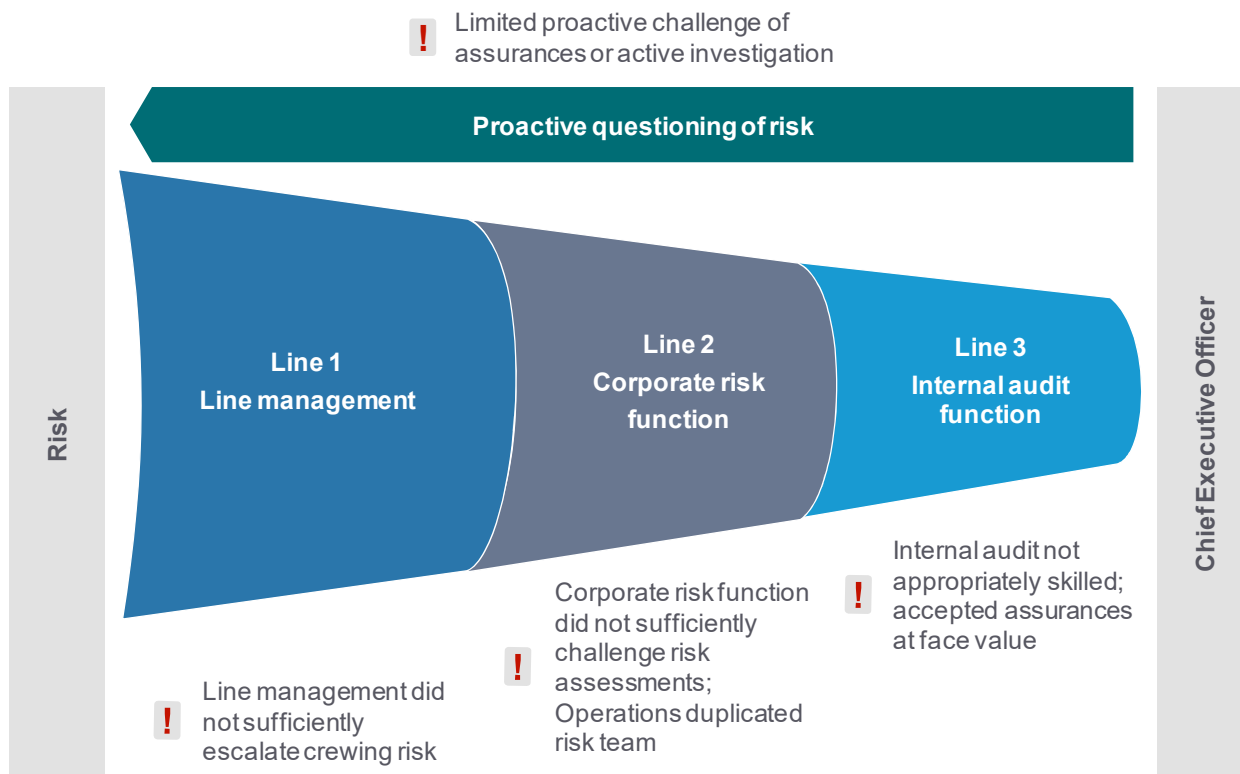 !
Limited proactive challenge of
assurances or active investigation
Proactive questioning of risk
Risk
Line 1
Line management
Line 2
Corporate risk
function
Line 3
Internal audit
function
Chief Executive Officer
!
Line management did
not sufficiently
escalate crewing risk
!
Corporate risk function
did not sufficiently
challenge risk
assessments;
Operations duplicated
risk team
!
Internal audit not
appropriately skilled;
accepted assurances
at face value